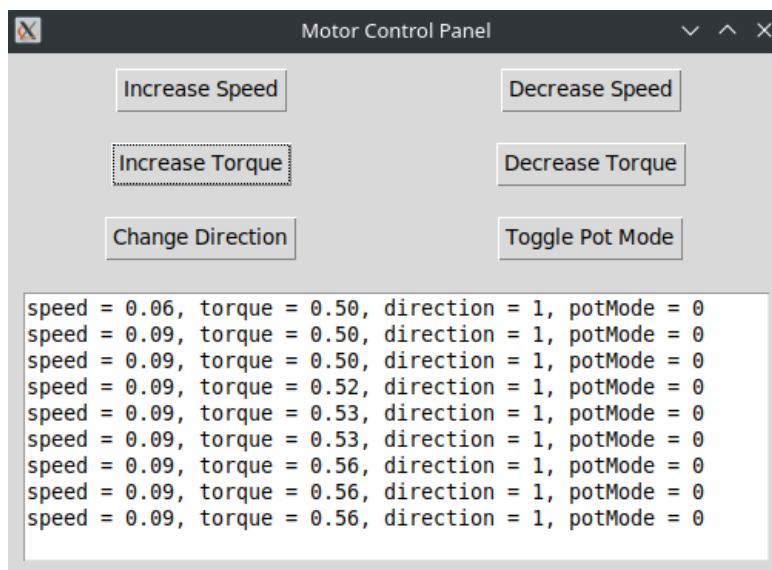 Motor Control Panel
Increase Speed
Decrease Speed
Increase Torque
Decrease Torque
Change Direction
Toggle Pot Mode
speed = 0.06, torque = 0.50, direction = 1, potMode = 0
speed = 0.09, torque = 0.50, direction = 1, potMode = 0
speed = 0.09, torque = 0.50, direction = 1, potMode = 0
speed = 0.09, torque = 0.52, direction = 1, potMode = 0
speed = 0.09, torque = 0.53, direction = 1, potMode = 0
speed = 0.09, torque = 0.53, direction = 1, potMode = 0
speed = 0.09, torque = 0.56, direction = 1, potMode = 0
speed = 0.09, torque = 0.56, direction = 1, potMode = 0
speed = 0.09, torque = 0.56, direction = 1, potMode = 0